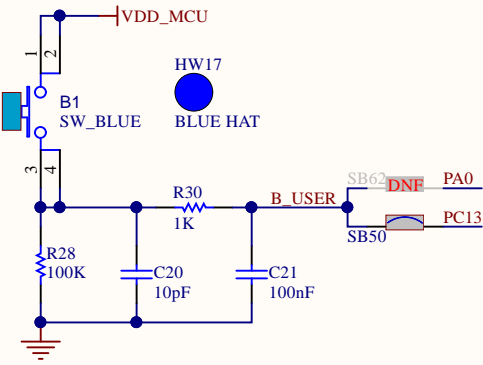 VDD_MCU
1
2
HW17
B1
SW_BLUE
BLUE HAT
3
4
SB62
DNF
PA0
R30
B_USER
1K
PC13
SB50
R28
100K
C20
10pF
C21
100nF